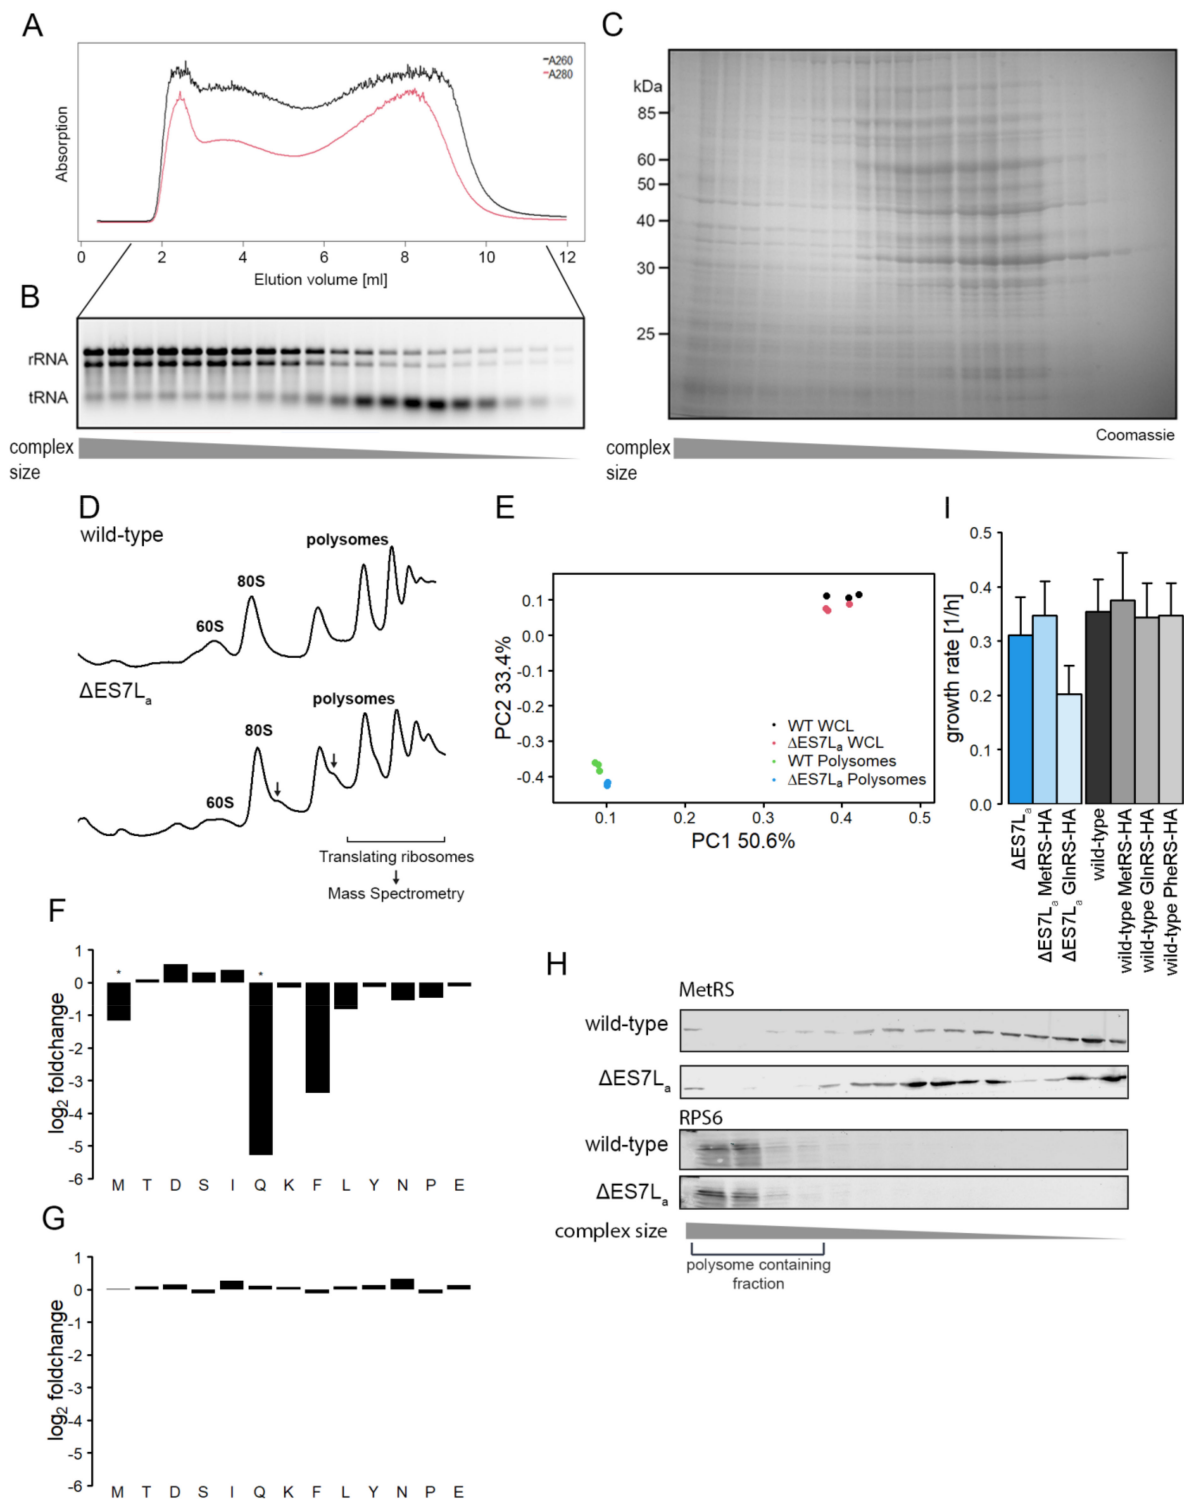 A
A260
A280
Absorption
0 2 4 6 8 10 12
Elution volume [ml]
B
rRNA
tRNA
complex
size
C
kDa
85
60
50
40
30
25
Coomassie
complex
size
D
wild-type
polysomes
80S
60S
ΔES7La
polysomes
80S
60S
Translating ribosomes
Mass Spectrometry
E
PC2 33.4%
0.1
0.0
-0.1
-0.2
-0.3
-0.4
WT WCL
ΔES7La WCL
WT Polysomes
ΔES7La Polysomes
0.1 0.2 0.3 0.4 0.5
PC1 50.6%
I
growth rate [1/h]
0.5
0.4
0.3
0.2
0.1
0.0
ΔES7La
ΔES7La MetRS-HA
ΔES7La GlnRS-HA
wild-type
wild-type MetRS-HA
wild-type GlnRS-HA
wild-type PheRS-HA
F
log2 foldchange
1
0
-1
-2
-3
-4
-5
-6
* *
M T D S I Q K F L Y N P E
G
log2 foldchange
1
0
-1
-2
-3
-4
-5
-6
M T D S I Q K F L Y N P E
H
MetRS
wild-type
ΔES7La
RPS6
wild-type
ΔES7La
complex size
polysome containing
fraction